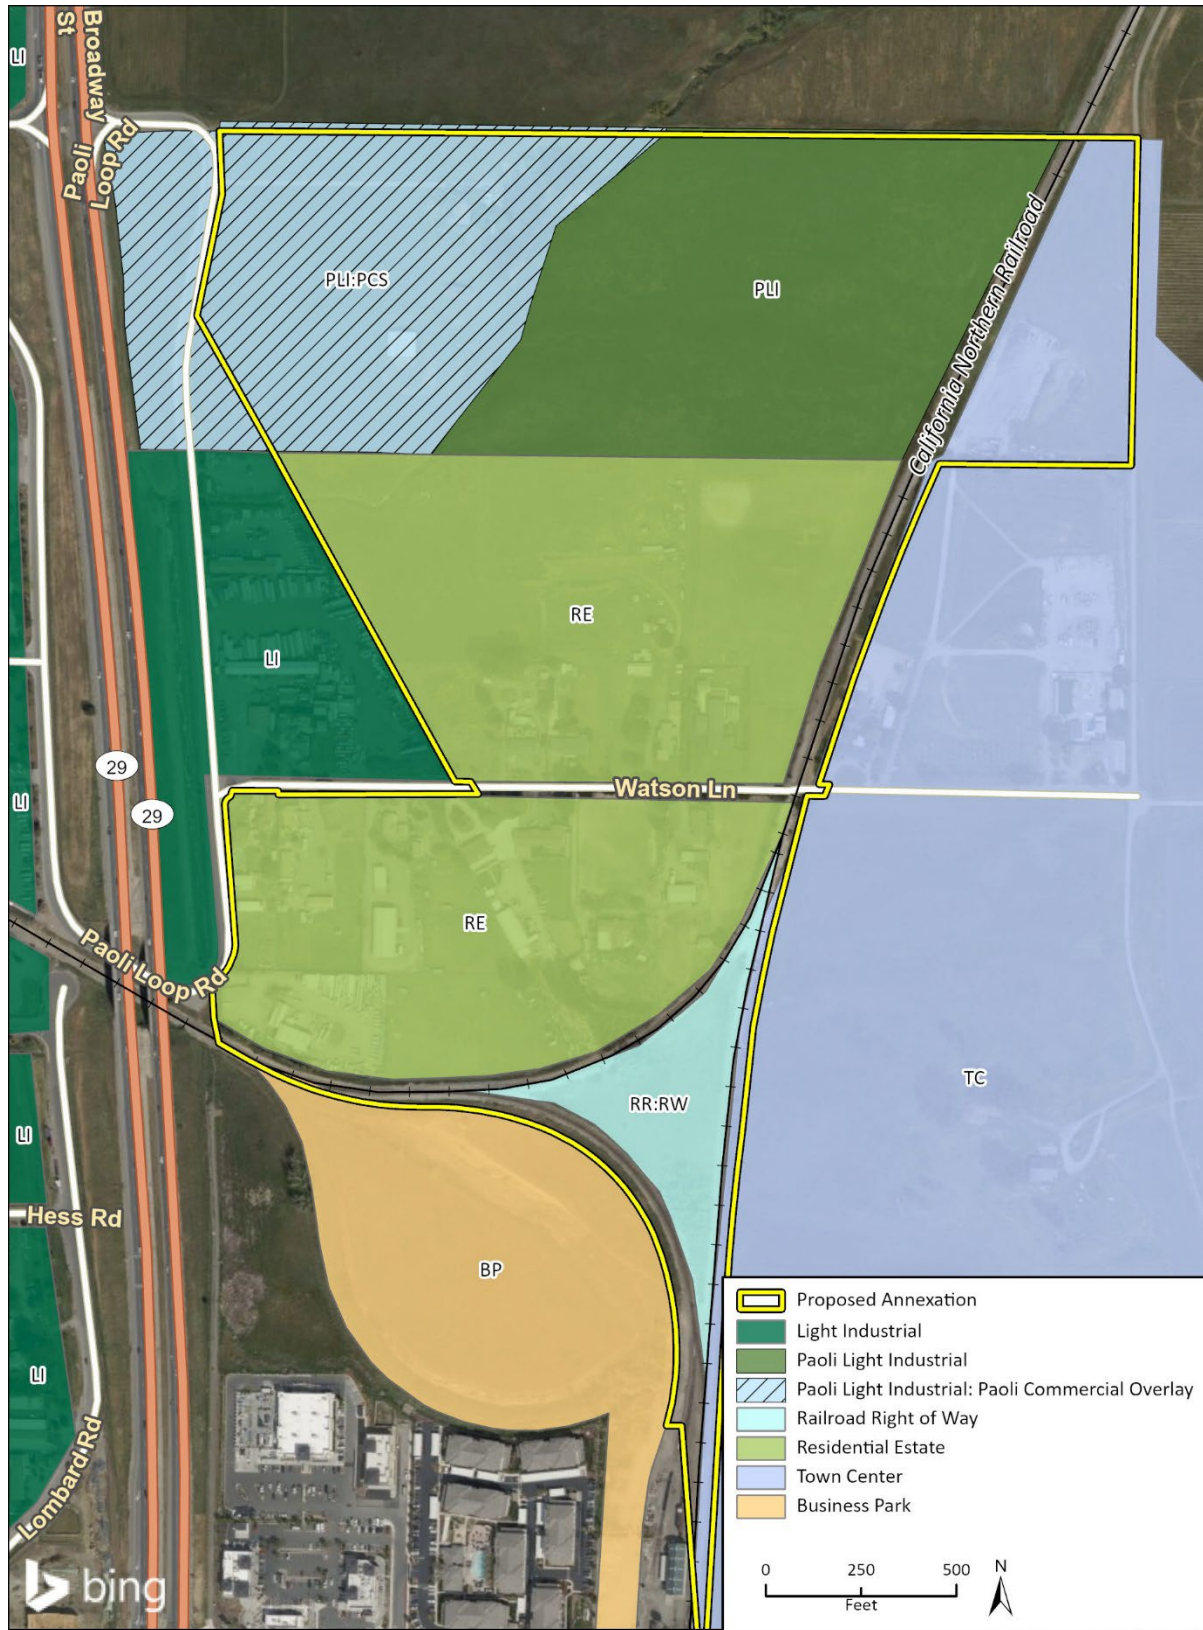 LI
Broadway
St
Paoli
Loop Rd
PLI:PCS
PLI
California Northern Railroad
RE
LI
29
29
Watson Ln
LI
RE
Paoli Loop Rd
TC
RR:RW
LI
Hess Rd
BP
LI
Lombard Rd
Proposed Annexation
Light Industrial
Paoli Light Industrial
Paoli Light Industrial: Paoli Commercial Overlay
Railroad Right of Way
Residential Estate
Town Center
Business Park
0 250 500
Feet
N
bing